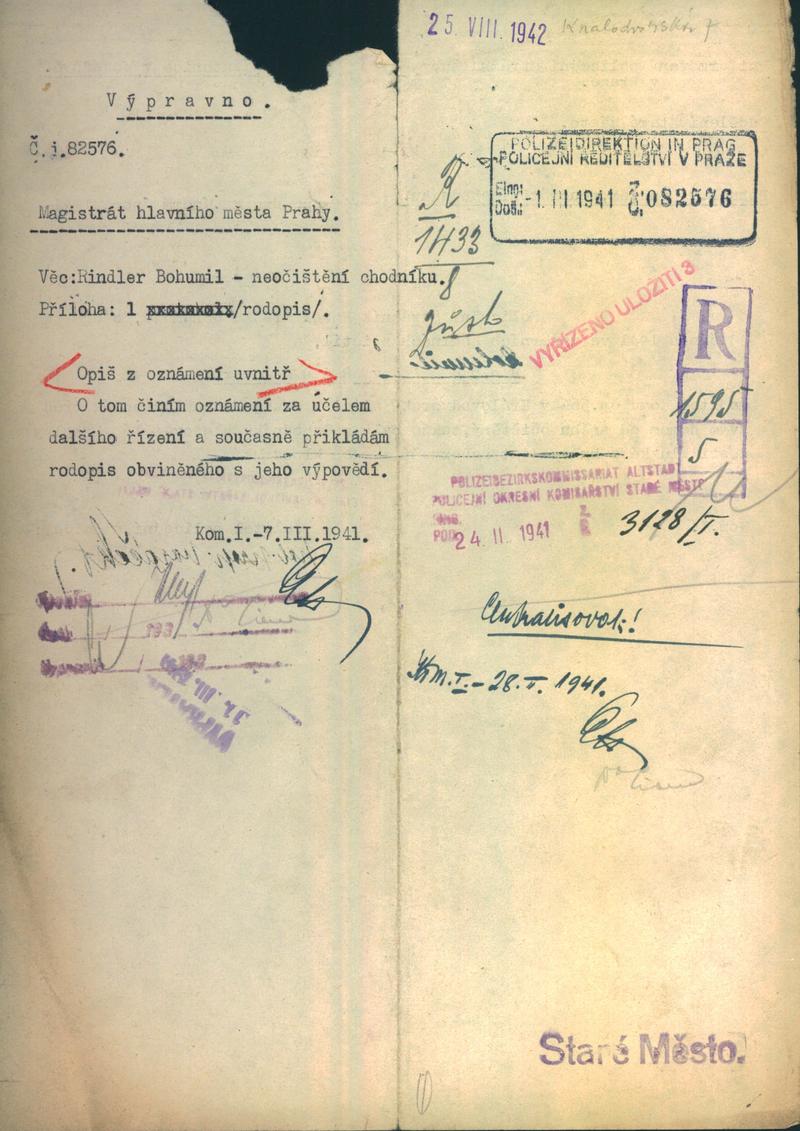 Výpravno.
Č.j.82576.
Magistrát hlavního města Prahy.
Věc:Rindler Bohumil - neočištění chodníku.
Příloha: 1 xxxxxxxxx/rodopis/.
Opiš z oznámení uvnitř
O tom činím oznámení za účelem
dalšího řízení a současně přikládám
rodopis obviněného s jeho výpovědí.
Kom.I.-7.III.1941.
25. VIII. 1942
POLIZEIDIREKTION IN PRAG
POLICEJNÍ ŘEDITELSTVÍ V PRAZE
Eing:
Doš.: -1. III 1941 Z. Č. 082576
R
1433
8
VYŘÍZENO ULOŽITI 3
R
1595
5
POLIZEIBEZIRKSKOMMISSARIAT ALTSTADT
POLICEJNÍ OKRESNÍ KOMISAŘSTVÍ STARÉ MĚSTO
24. II. 1941
3128/I.
Centralisovat!
Kom.I.-28.II. 1941.
Staré Město.